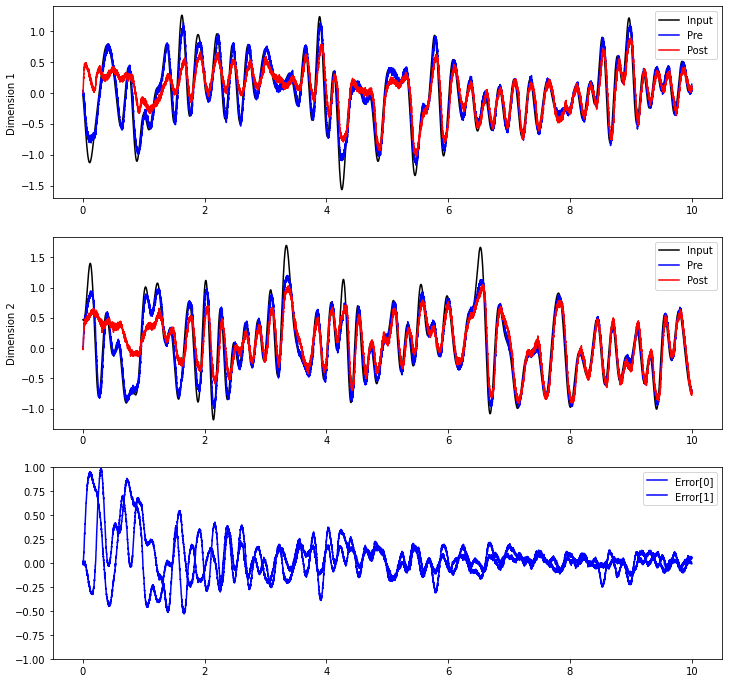 1.0
0.5
0.0
−0.5
−1.0
−1.5
Dimension 1
Input
Pre
Post
0 2 4 6 8 10
1.5
1.0
0.5
0.0
−0.5
−1.0
Dimension 2
Input
Pre
Post
0 2 4 6 8 10
1.00
0.75
0.50
0.25
0.00
−0.25
−0.50
−0.75
−1.00
Error[0]
Error[1]
0 2 4 6 8 10